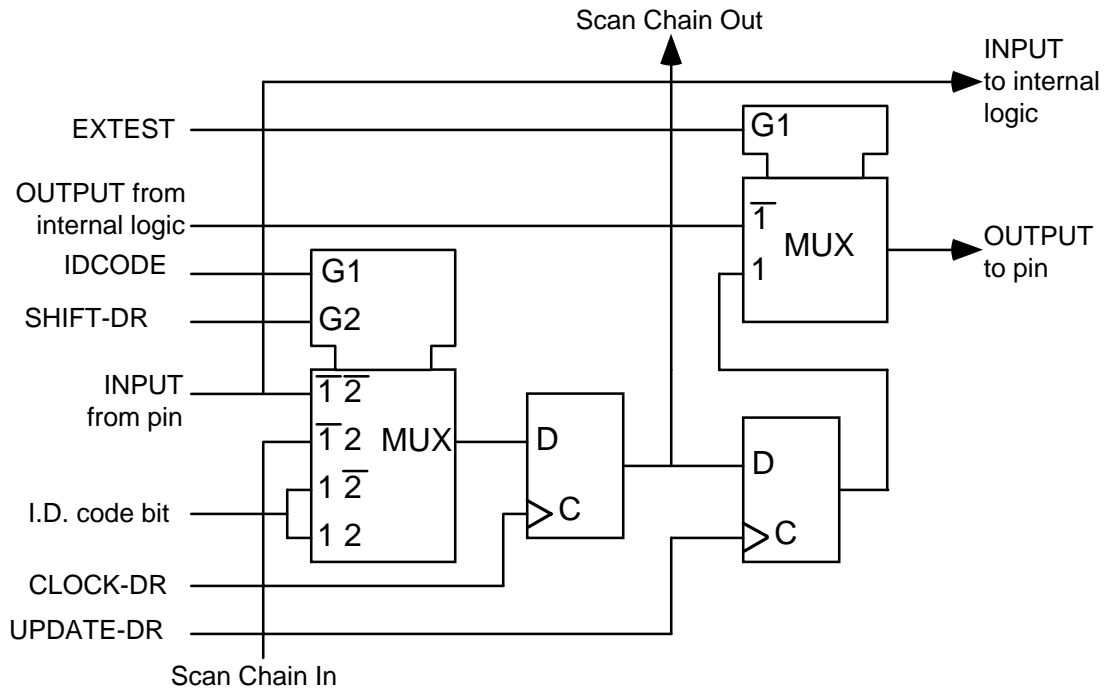 Scan Chain Out
INPUT
to internal
logic
EXTEST
G1
OUTPUT from
internal logic
1̅
MUX
1
OUTPUT
to pin
IDCODE
G1
SHIFT-DR
G2
INPUT
from pin
1̅ 2̅
1̅ 2
MUX
1 2̅
1 2
D
C
D
C
I.D. code bit
CLOCK-DR
UPDATE-DR
Scan Chain In